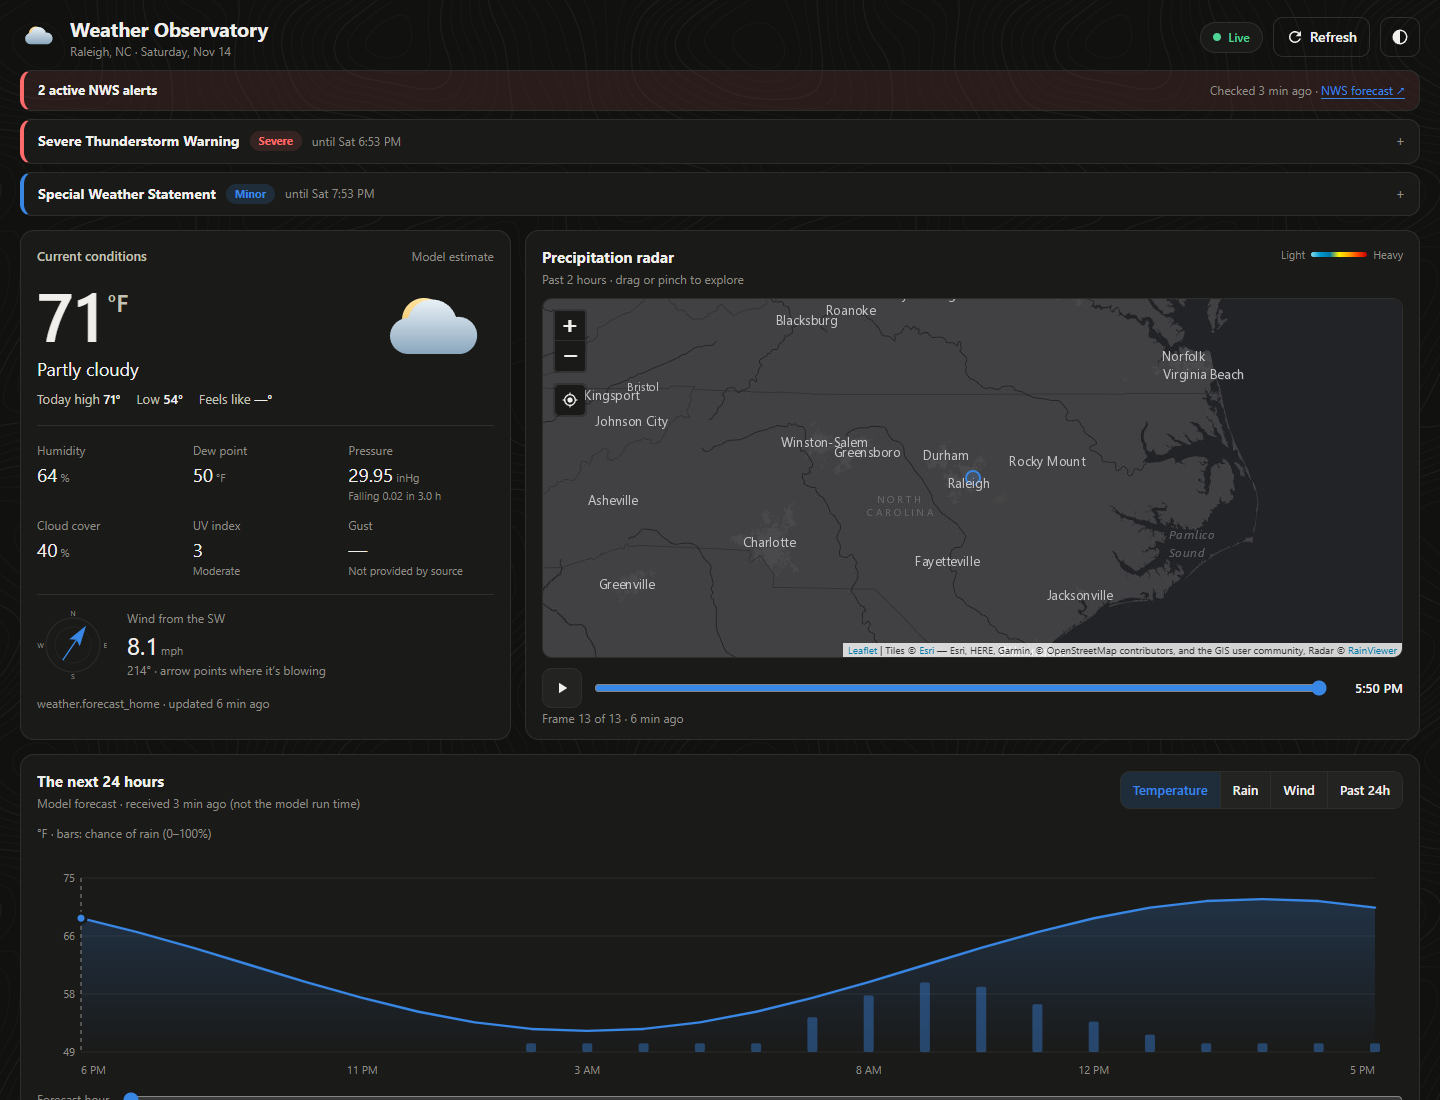 Weather Observatory
Raleigh, NC · Saturday, Nov 14
Live
Refresh
2 active NWS alerts
Checked 3 min ago · NWS forecast ↗
Severe Thunderstorm Warning Severe until Sat 6:53 PM +
Special Weather Statement Minor until Sat 7:53 PM +
Current conditions Model estimate
71 °F
Partly cloudy
Today high 71° Low 54° Feels like —°
Humidity Dew point Pressure
64 % 50 °F 29.95 inHg
Falling 0.02 in 3.0 h
Cloud cover UV index Gust
40 % 3 —
Moderate Not provided by source
N
W E
S
Wind from the SW
8.1 mph
214° · arrow points where it's blowing
weather.forecast_home · updated 6 min ago
Precipitation radar
Past 2 hours · drag or pinch to explore
Light Heavy
+
−
Roanoke
Blacksburg
Norfolk
Virginia Beach
Bristol
Kingsport
Johnson City
Winston-Salem
Greensboro
Durham
Rocky Mount
Raleigh
Asheville
NORTH
CAROLINA
Charlotte
Pamlico
Sound
Fayetteville
Greenville
Jacksonville
Leaflet | Tiles © Esri — Esri, HERE, Garmin, © OpenStreetMap contributors, and the GIS user community, Radar © RainViewer
5:50 PM
Frame 13 of 13 · 6 min ago
The next 24 hours
Model forecast · received 3 min ago (not the model run time)
Temperature Rain Wind Past 24h
°F · bars: chance of rain (0–100%)
75
66
58
49
6 PM 11 PM 3 AM 8 AM 12 PM 5 PM
Forecast hour